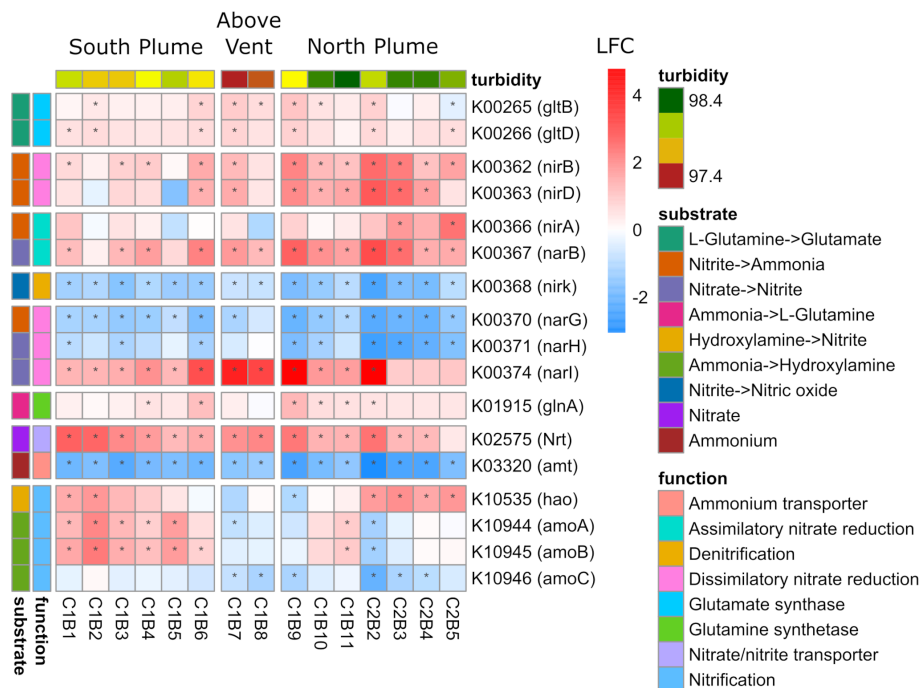 South Plume
Above
Vent
North Plume
LFC
turbidity
K00265 (gltB)
K00266 (gltD)
K00362 (nirB)
K00363 (nirD)
K00366 (nirA)
K00367 (narB)
K00368 (nirk)
K00370 (narG)
K00371 (narH)
K00374 (narI)
K01915 (glnA)
K02575 (Nrt)
K03320 (amt)
K10535 (hao)
K10944 (amoA)
K10945 (amoB)
K10946 (amoC)
substrate
function
C1B1
C1B2
C1B3
C1B4
C1B5
C1B6
C1B7
C1B8
C1B9
C1B10
C1B11
C2B2
C2B3
C2B4
C2B5
4
2
0
-2
turbidity
98.4
97.4
substrate
L-Glutamine->Glutamate
Nitrite->Ammonia
Nitrate->Nitrite
Ammonia->L-Glutamine
Hydroxylamine->Nitrite
Ammonia->Hydroxylamine
Nitrite->Nitric oxide
Nitrate
Ammonium
function
Ammonium transporter
Assimilatory nitrate reduction
Denitrification
Dissimilatory nitrate reduction
Glutamate synthase
Glutamine synthetase
Nitrate/nitrite transporter
Nitrification